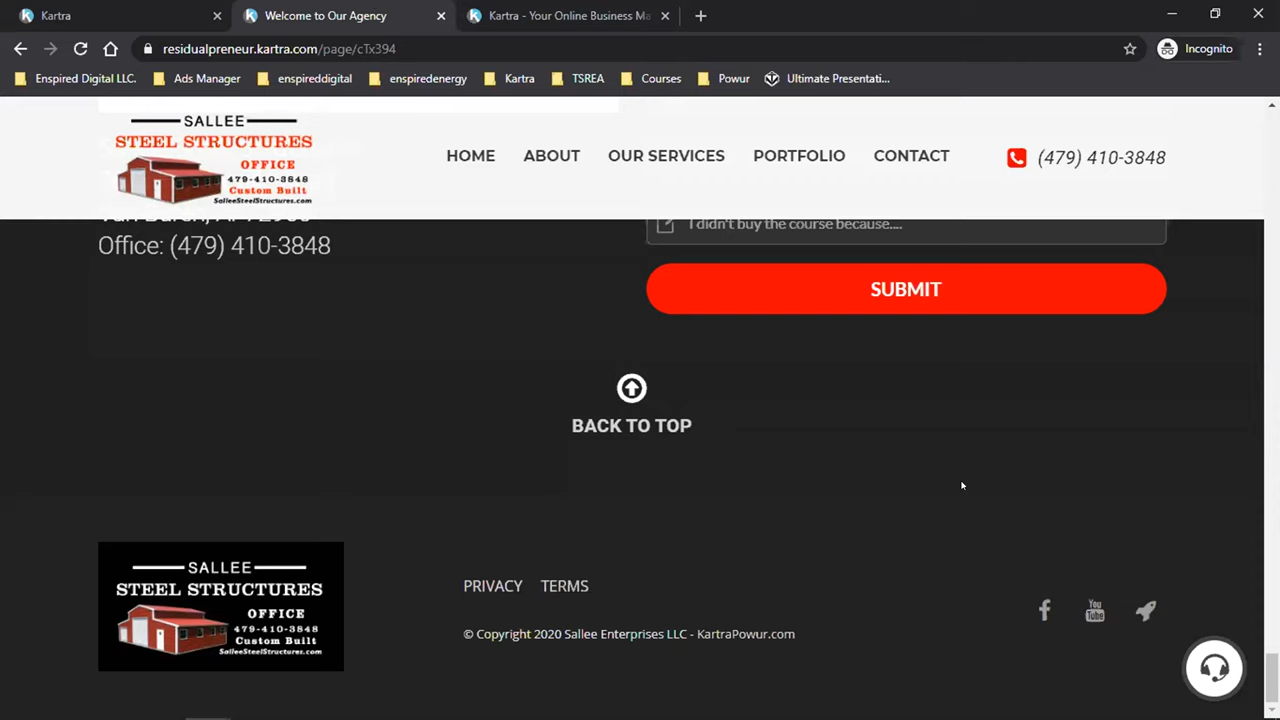 Kartra
Welcome to Our Agency
Kartra - Your Online Business Ma
residualpreneur.kartra.com/page/cTx394
Incognito
Enspired Digital LLC.
Ads Manager
enspireddigital
enspiredenergy
Kartra
TSREA
Courses
Powur
Ultimate Presentati...
SALLEE
STEEL STRUCTURES
OFFICE
479-410-3848
Custom Built
SalleeSteelStructures.com
HOME
ABOUT
OUR SERVICES
PORTFOLIO
CONTACT
(479) 410-3848
Office: (479) 410-3848
I didn't buy the course because....
SUBMIT
BACK TO TOP
SALLEE
STEEL STRUCTURES
OFFICE
479-410-3848
Custom Built
SalleeSteelStructures.com
PRIVACY
TERMS
© Copyright 2020 Sallee Enterprises LLC - KartraPowur.com
You
Tube